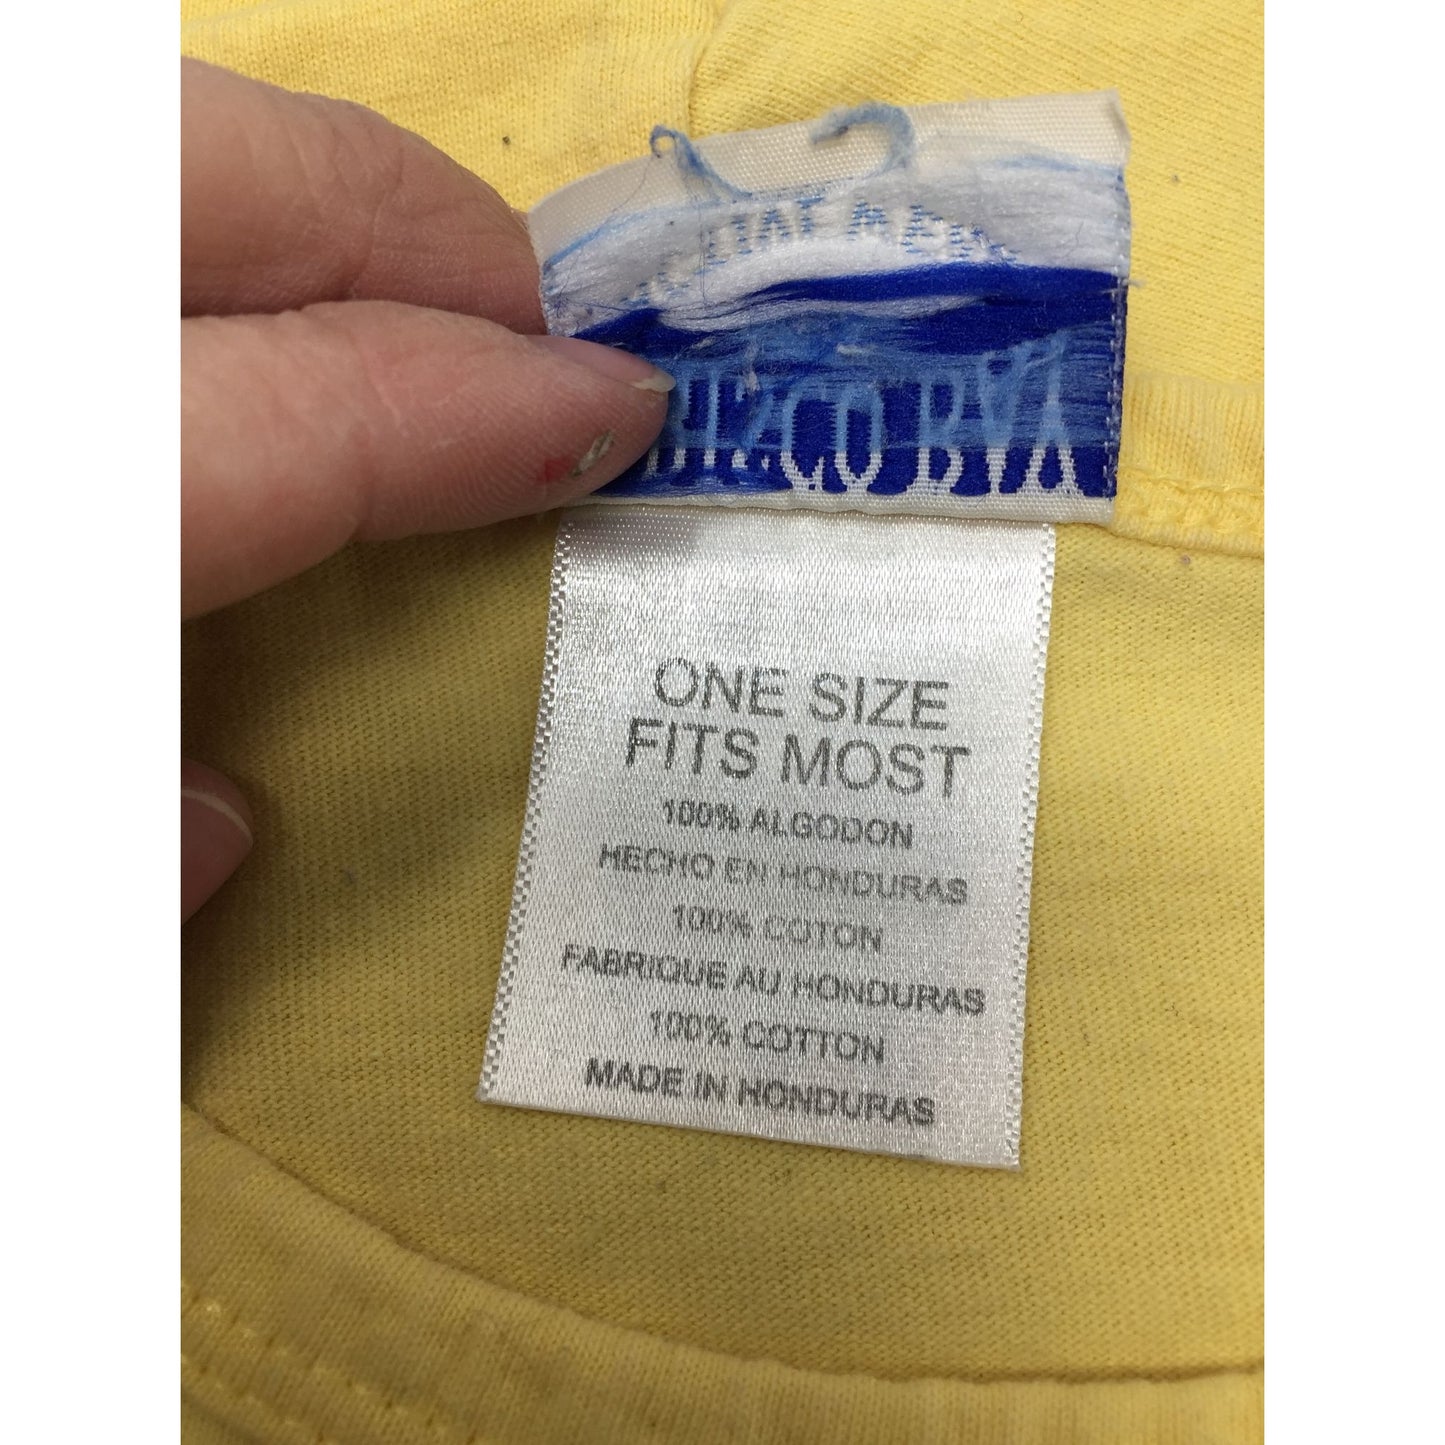 ONE SIZE
FITS MOST
100% ALGODON
HECHO EN HONDURAS
100% COTON
FABRIQUE AU HONDURAS
100% COTTON
MADE IN HONDURAS